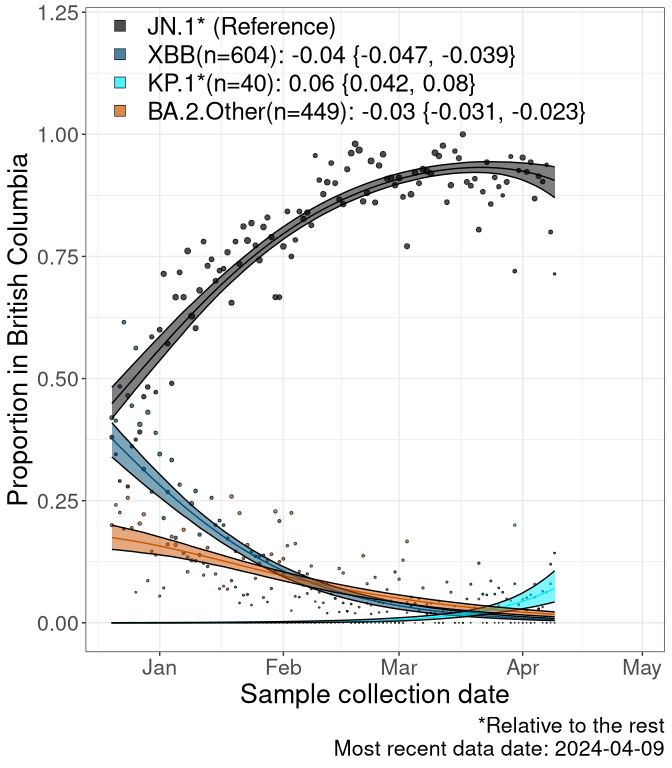 1.25
JN.1* (Reference)
XBB(n=604): -0.04 {-0.047, -0.039}
KP.1*(n=40): 0.06 {0.042, 0.08}
BA.2.Other(n=449): -0.03 {-0.031, -0.023}
1.00
0.75
0.50
0.25
0.00
Proportion in British Columbia
Jan Feb Mar Apr May
Sample collection date
*Relative to the rest
Most recent data date: 2024-04-09